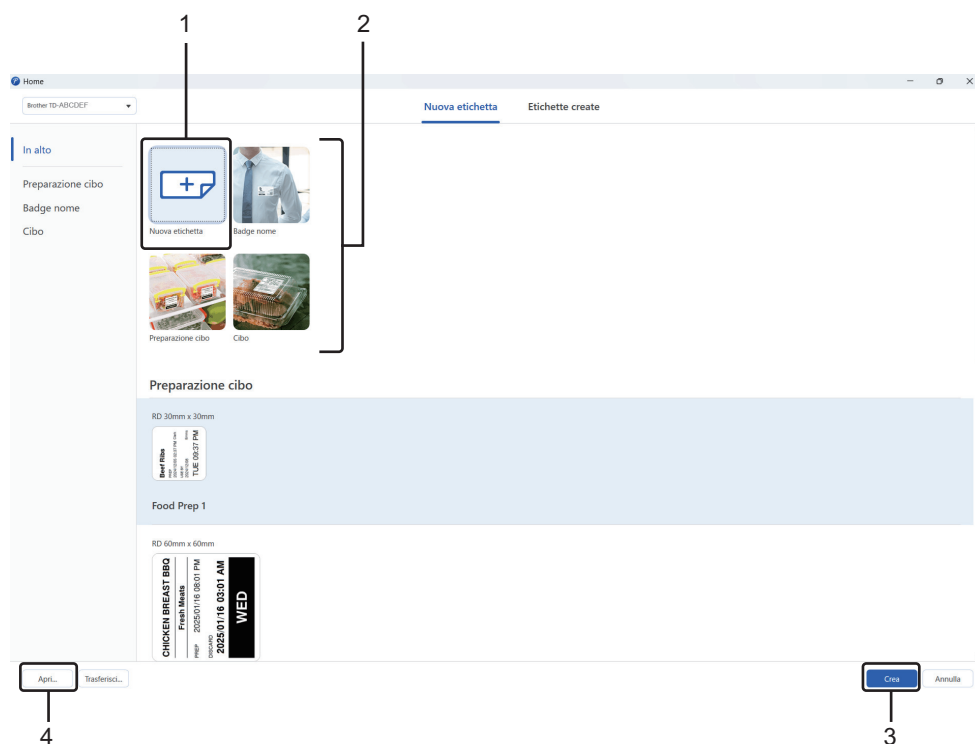 1
2
Home
Brother TD-ABCDEF
Nuova etichetta
Etichette create
In alto
Preparazione cibo
Badge nome
Cibo
Nuova etichetta
Badge nome
Preparazione cibo
Cibo
Preparazione cibo
RD 30mm x 30mm
Beef Ribs
TUE 09:37 PM
Food Prep 1
RD 60mm x 60mm
CHICKEN BREAST BBQ
Fresh Meats
PREP 2025/01/16 08:01 PM
DISCARD
2025/01/16 03:01 AM
WED
Apri...
Trasferisci...
Crea
Annulla
4
3